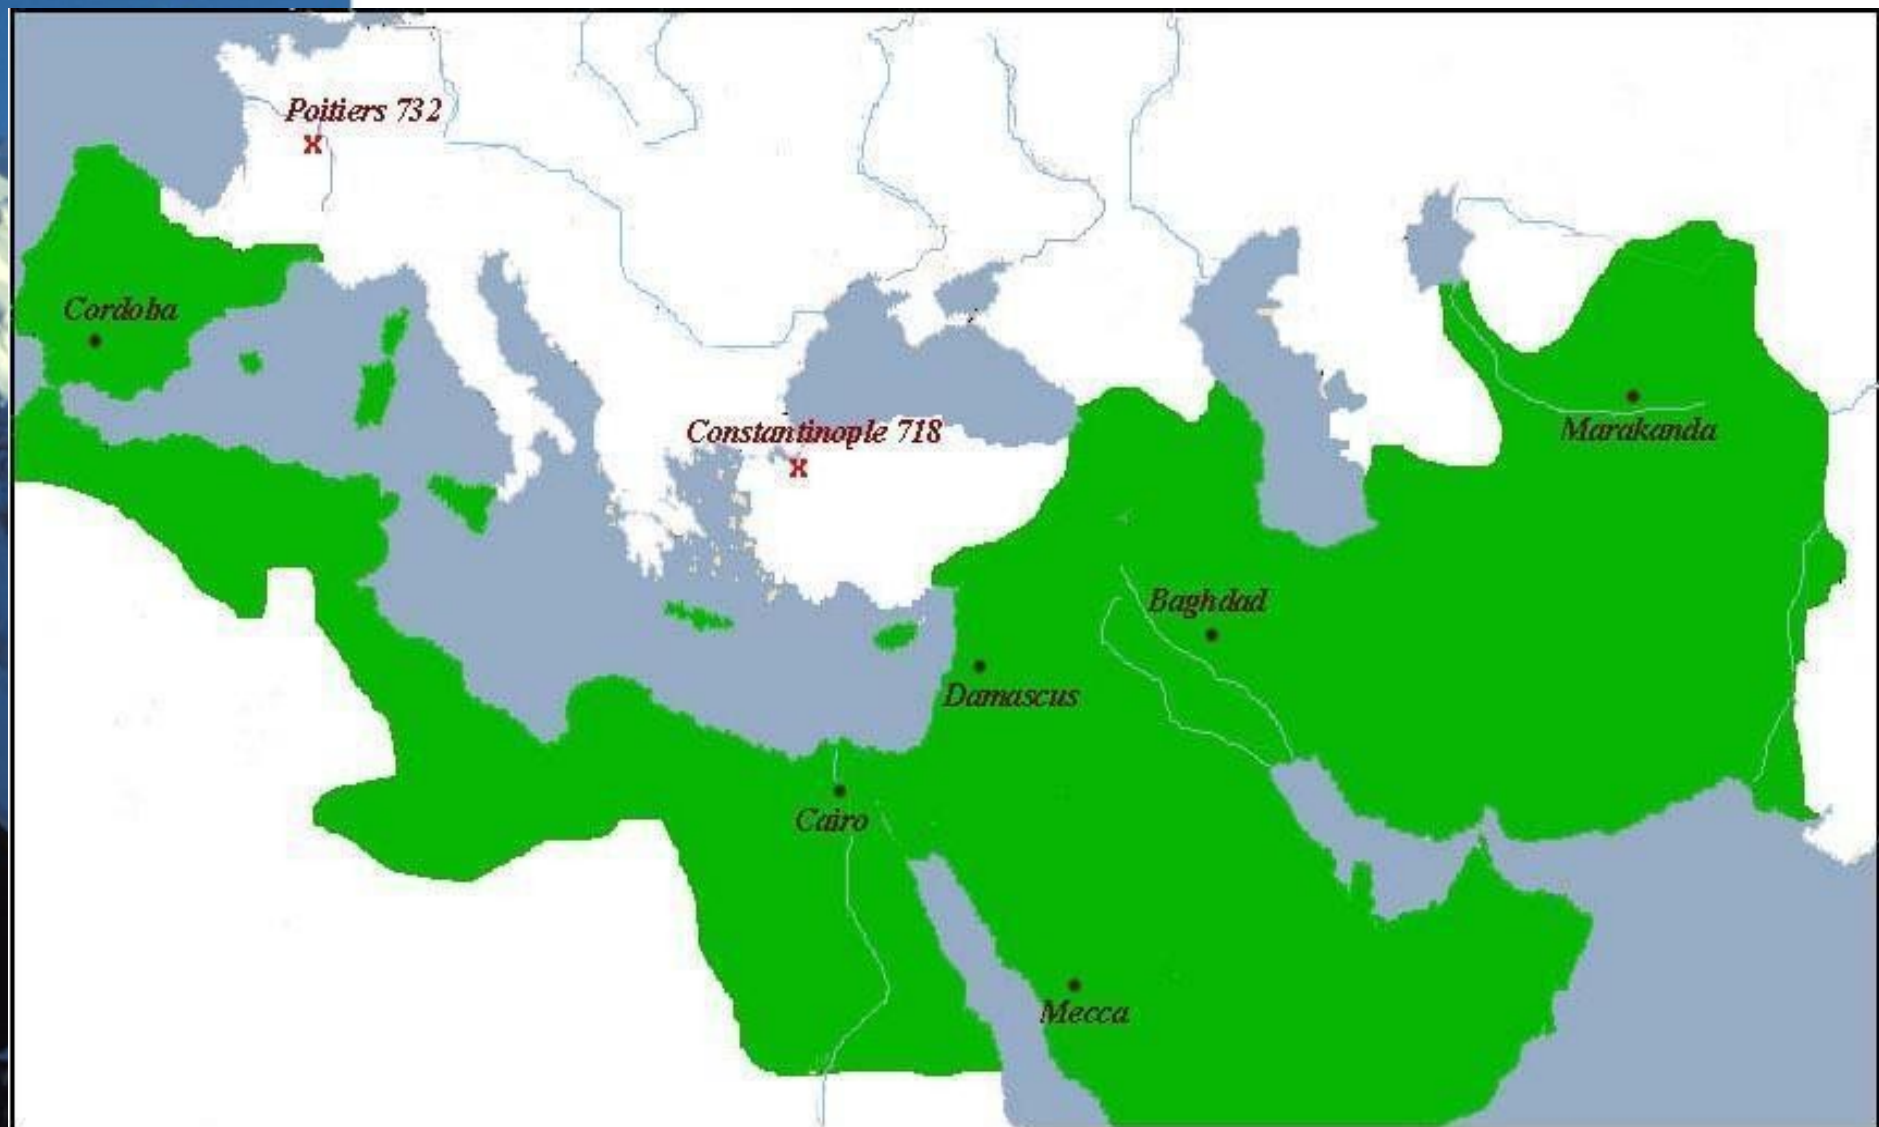 Poitiers 732
X
Cordoba
Constantinople 718
X
Marakanda
Baghdad
Damascus
Cairo
Mecca